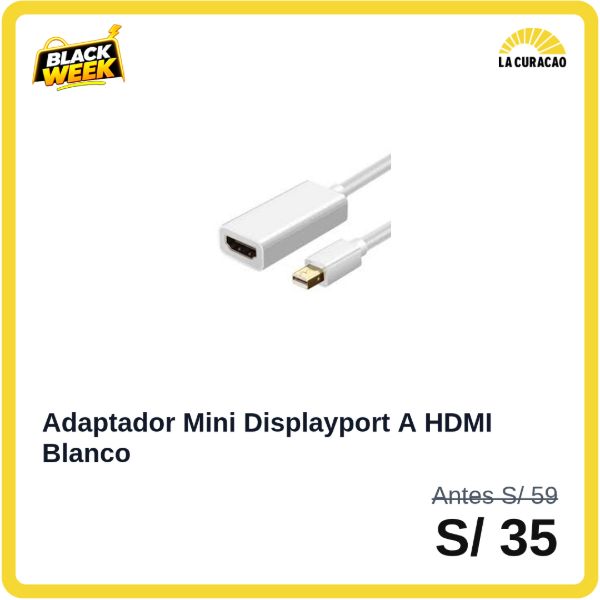 BLACK
WEEK
LA CURACAO
Adaptador Mini Displayport A HDMI
Blanco
Antes S/ 59
S/ 35